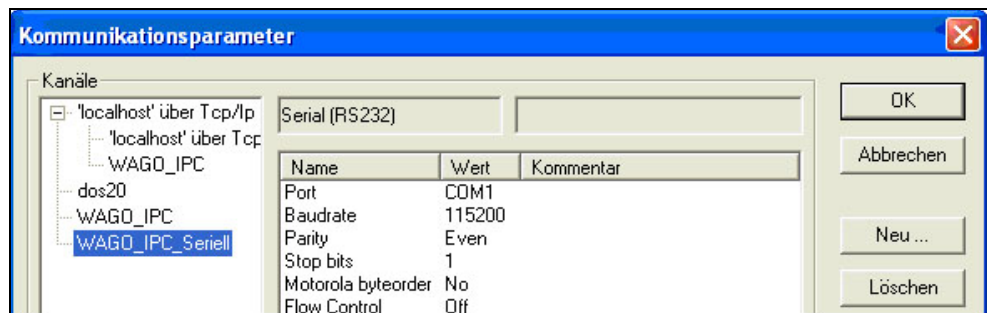 Kommunikationsparameter
Kanäle
'localhost' über Tcp/Ip
'localhost' über Tcp
WAGO_IPC
dos20
WAGO_IPC
WAGO_IPC_Seriell
Serial (RS232)
Name Wert Kommentar
Port COM1
Baudrate 115200
Parity Even
Stop bits 1
Motorola byteorder No
Flow Control Off
OK
Abbrechen
Neu ...
Löschen